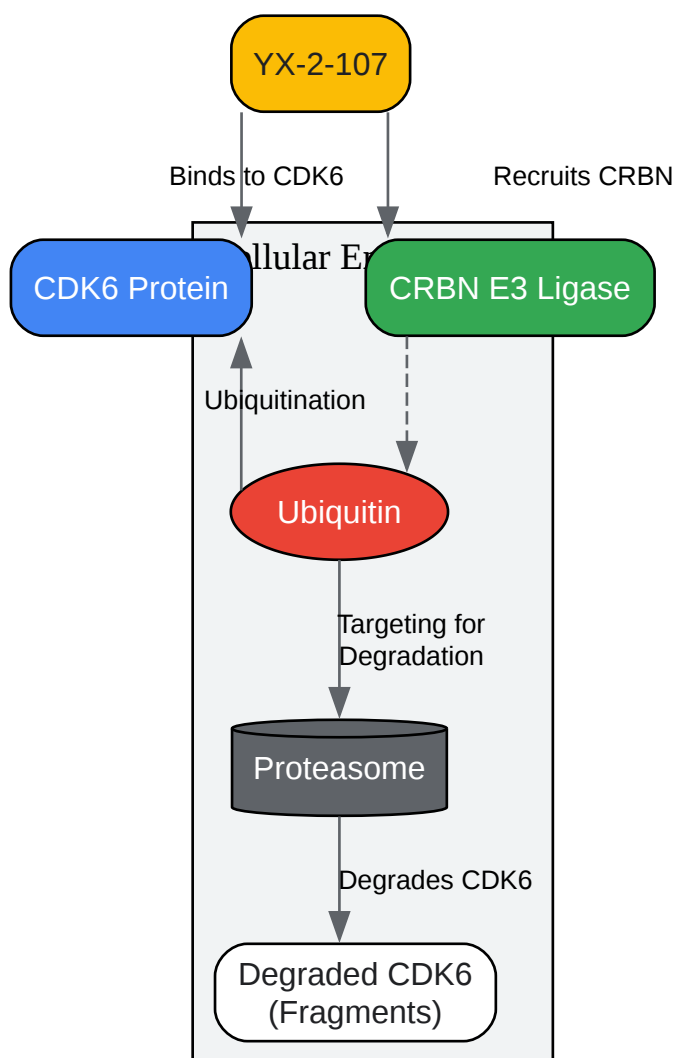 YX-2-107
Binds to CDK6
Recruits CRBN
CDK6 Protein
CRBN E3 Ligase
Ubiquitination
Ubiquitin
Targeting for
Degradation
Proteasome
Degrades CDK6
Degraded CDK6
(Fragments)